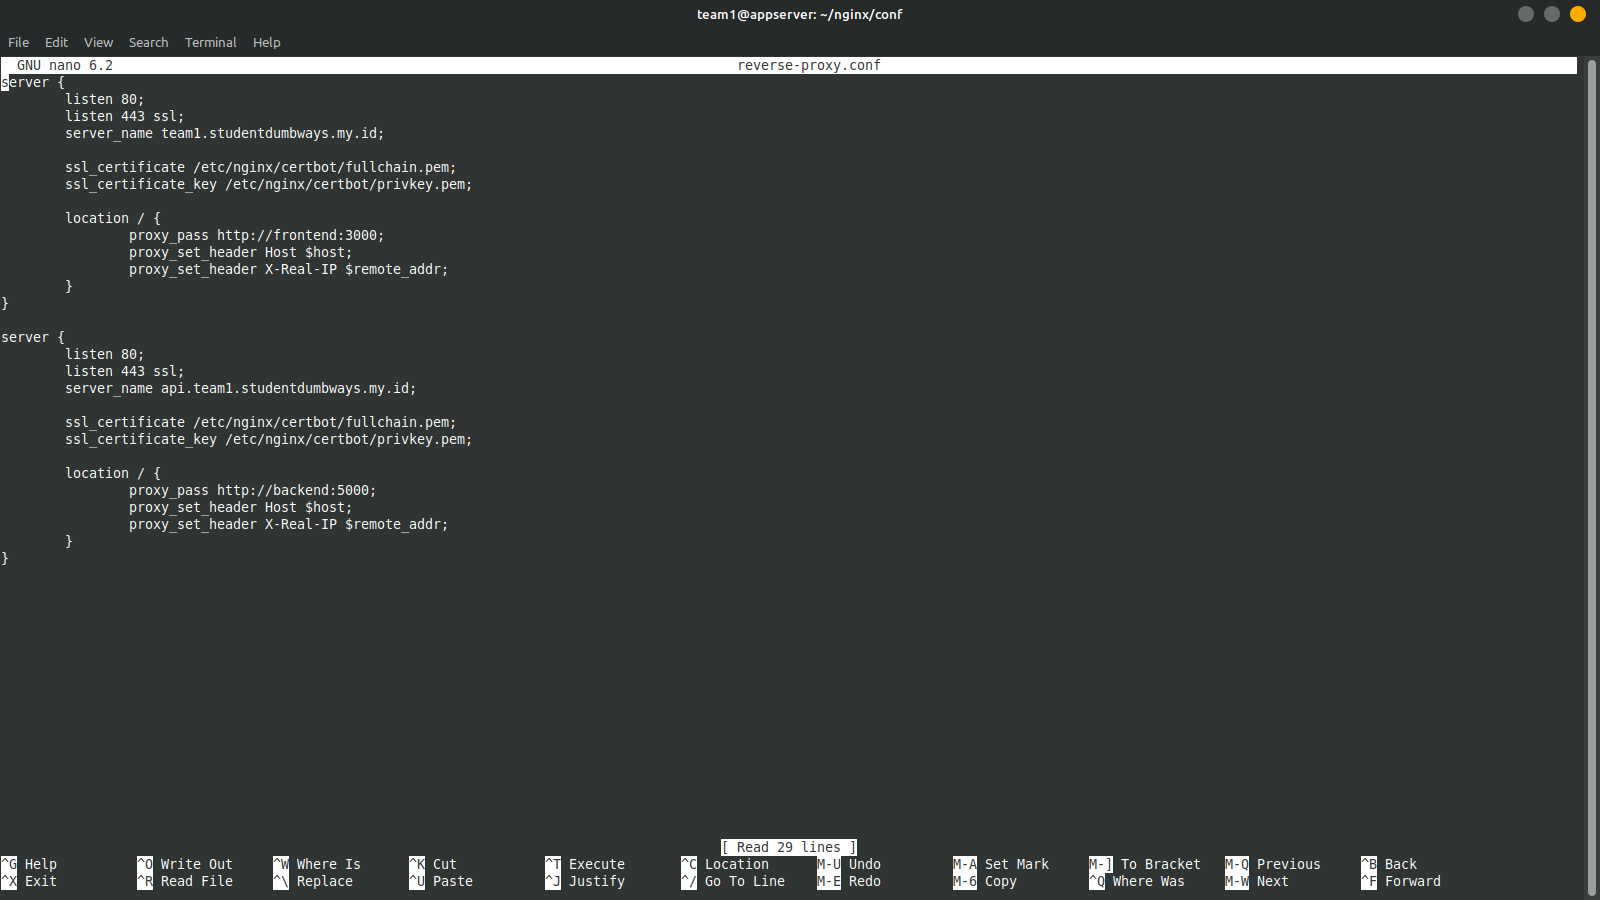 team1@appserver: ~/nginx/conf
File Edit View Search Terminal Help
GNU nano 6.2 reverse-proxy.conf
server {
        listen 80;
        listen 443 ssl;
        server_name team1.studentdumbways.my.id;

        ssl_certificate /etc/nginx/certbot/fullchain.pem;
        ssl_certificate_key /etc/nginx/certbot/privkey.pem;

        location / {
                proxy_pass http://frontend:3000;
                proxy_set_header Host $host;
                proxy_set_header X-Real-IP $remote_addr;
        }
}

server {
        listen 80;
        listen 443 ssl;
        server_name api.team1.studentdumbways.my.id;

        ssl_certificate /etc/nginx/certbot/fullchain.pem;
        ssl_certificate_key /etc/nginx/certbot/privkey.pem;

        location / {
                proxy_pass http://backend:5000;
                proxy_set_header Host $host;
                proxy_set_header X-Real-IP $remote_addr;
        }
}
[ Read 29 lines ]
^G Help ^O Write Out ^W Where Is ^K Cut ^T Execute ^C Location M-U Undo M-A Set Mark M-] To Bracket M-Q Previous ^B Back
^X Exit ^R Read File ^\ Replace ^U Paste ^J Justify ^/ Go To Line M-E Redo M-6 Copy ^Q Where Was M-W Next ^F Forward